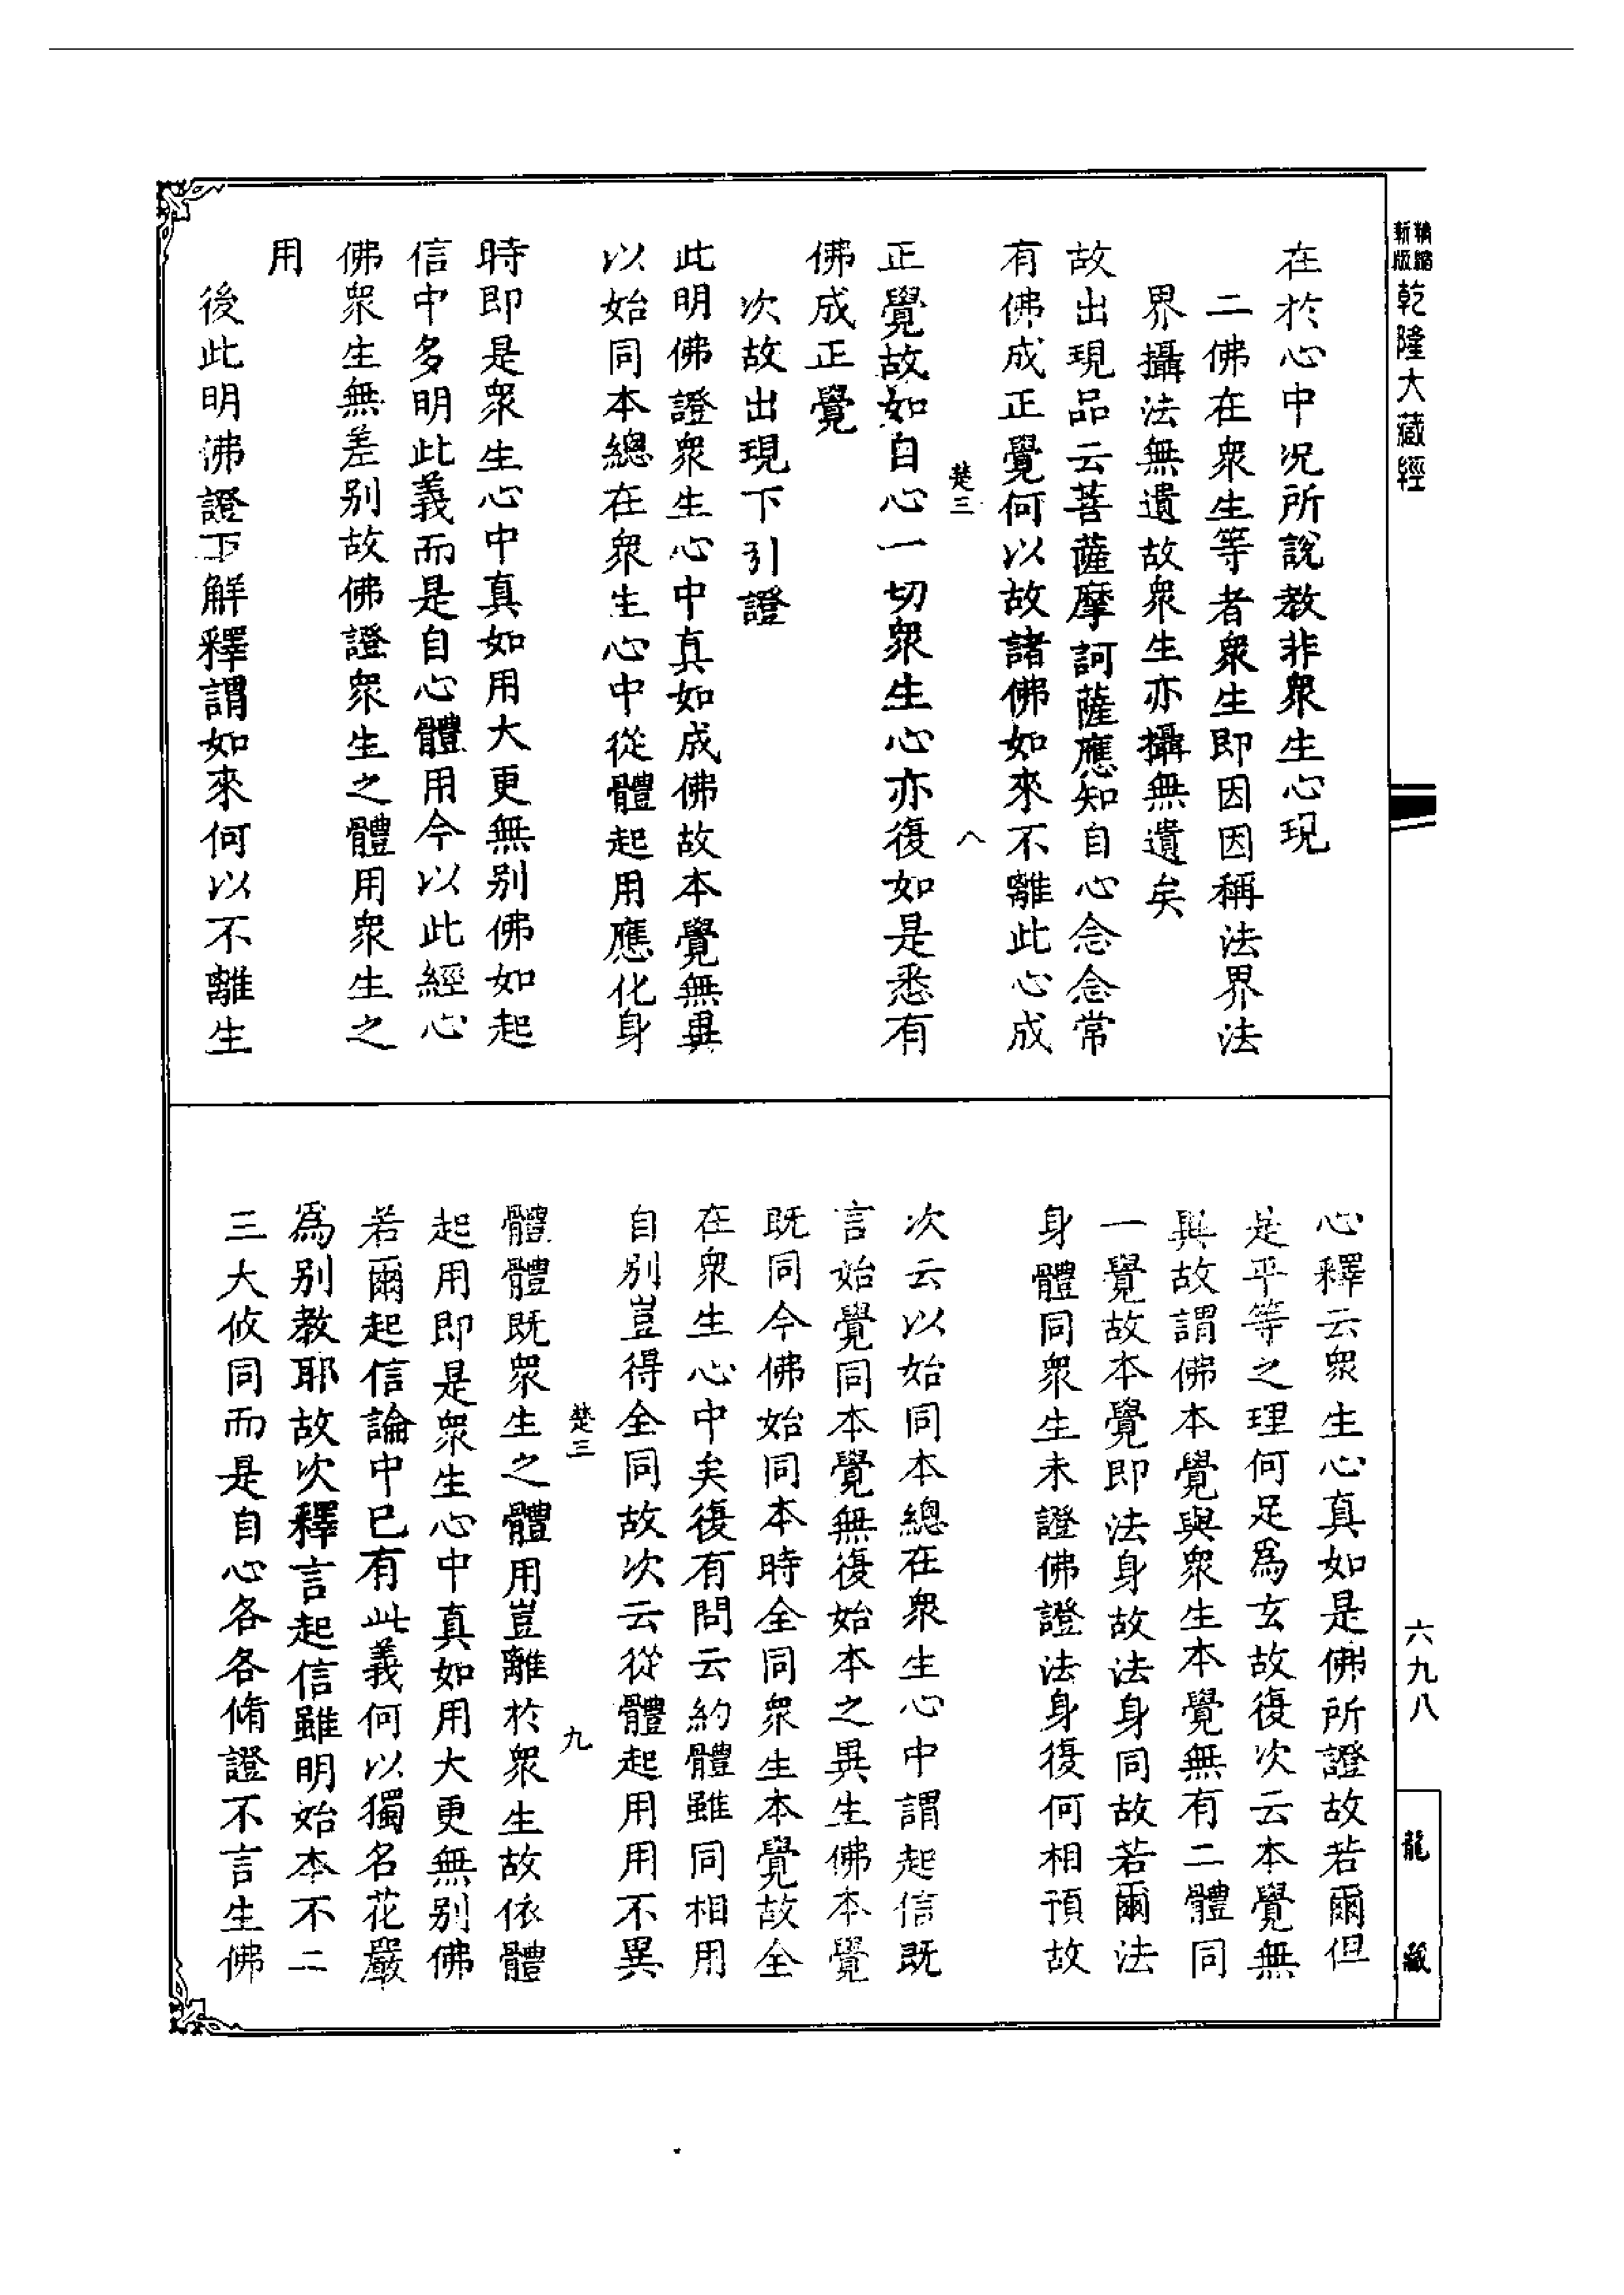 精縮新版
乾隆大藏經
在於心中況所說教非衆生心現
二佛在衆生等者衆生即因因稱法界法
界攝法無遺故衆生亦攝無遺矣
故出現品云菩薩摩訶薩應知自心念念常
有佛成正覺何以故諸佛如來不離此心成
楚三
八
正覺故如自心一切衆生心亦復如是悉有
佛成正覺
次故出現下引證
此明佛證衆生心中真如成佛故本覺無異
以始同本總在衆生心中從體起用應化身
時即是衆生心中真如用大更無別佛如起
信中多明此義而是自心體用今以此經心
佛衆生無差別故佛證衆生之體用衆生之
用
後此明佛證下解釋謂如來何以不離生
六九八
龍藏
心釋云衆生心真如是佛所證故若爾但
是平等之理何足爲玄故復次云本覺無
異故謂佛本覺與衆生本覺無有二體同
一覺故本覺即法身故法身同故若爾法
身體同衆生未證佛證法身復何相預故
次云以始同本總在衆生心中謂起信既
言始覺同本覺無復始本之異生佛本覺
既同今佛始同本時全同衆生本覺故全
在衆生心中矣復有問云約體雖同相用
自別豈得全同故次云從體起用用不異
楚三
九
體體既衆生之體用豈離於衆生故依體
起用即是衆生心中真如用大更無別佛
若爾起信論中已有此義何以獨名花嚴
爲別教耶故次釋言起信雖明始本不二
三大攸同而是自心各各脩證不言生佛